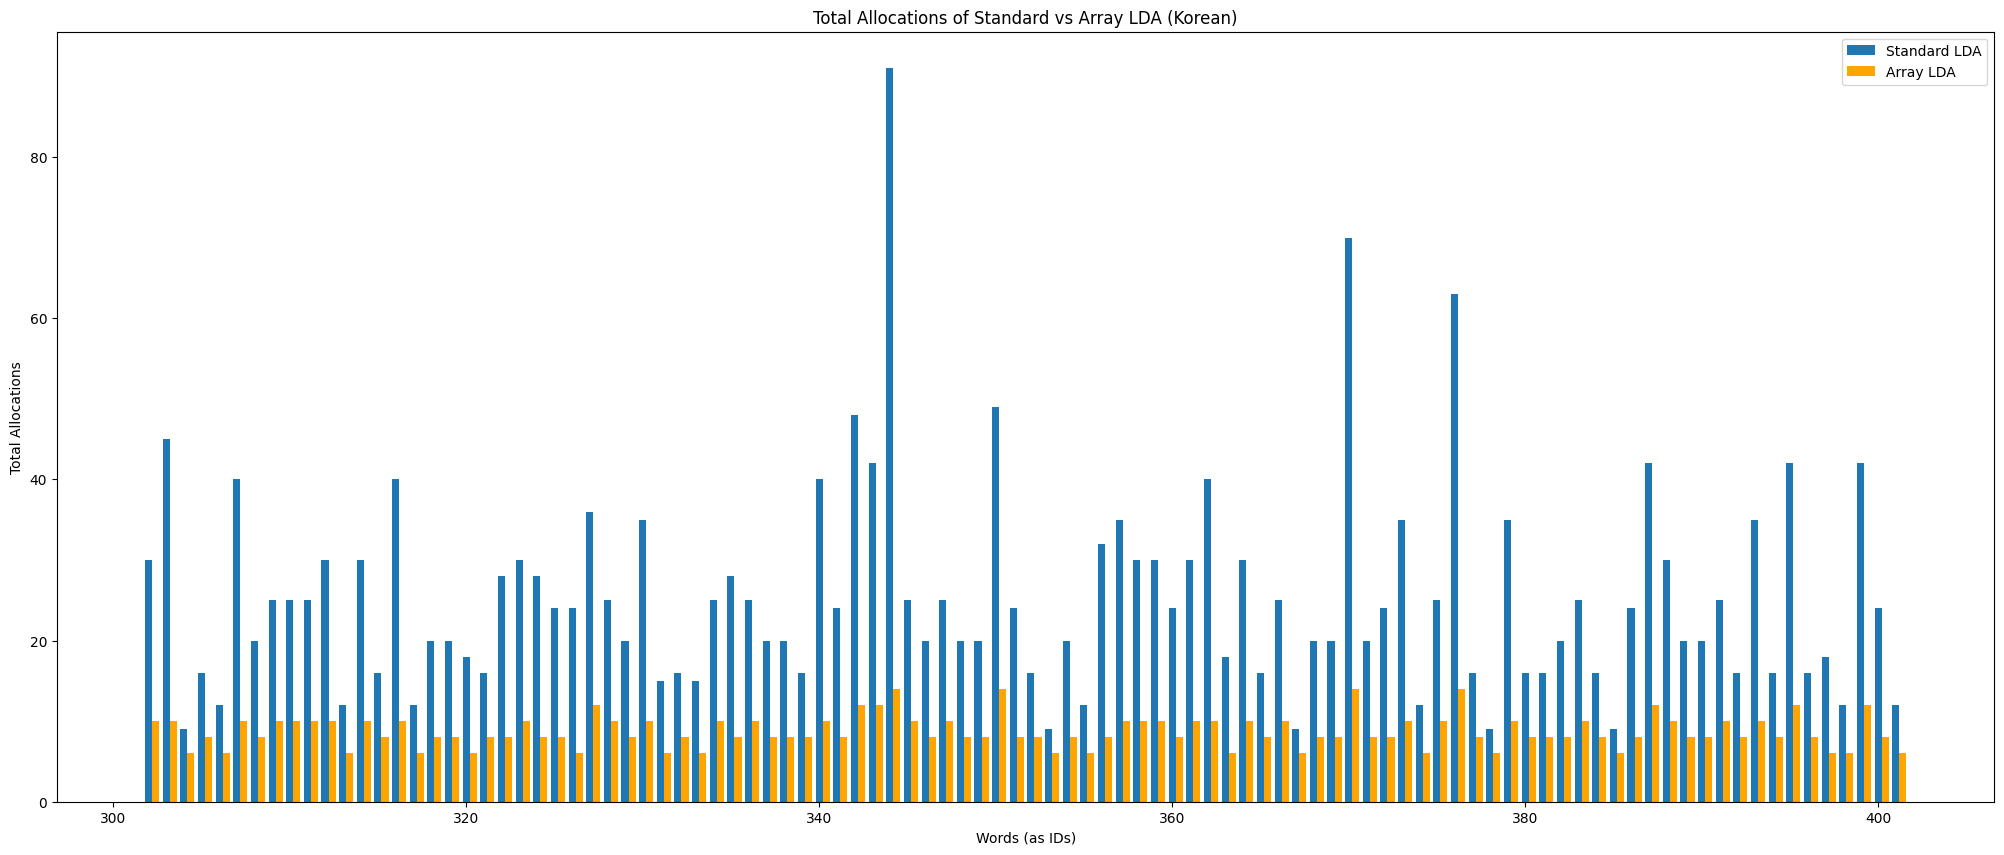 Total Allocations of Standard vs Array LDA (Korean)
Standard LDA
Array LDA
Total Allocations
80
60
40
20
0
300 320 340 360 380 400
Words (as IDs)